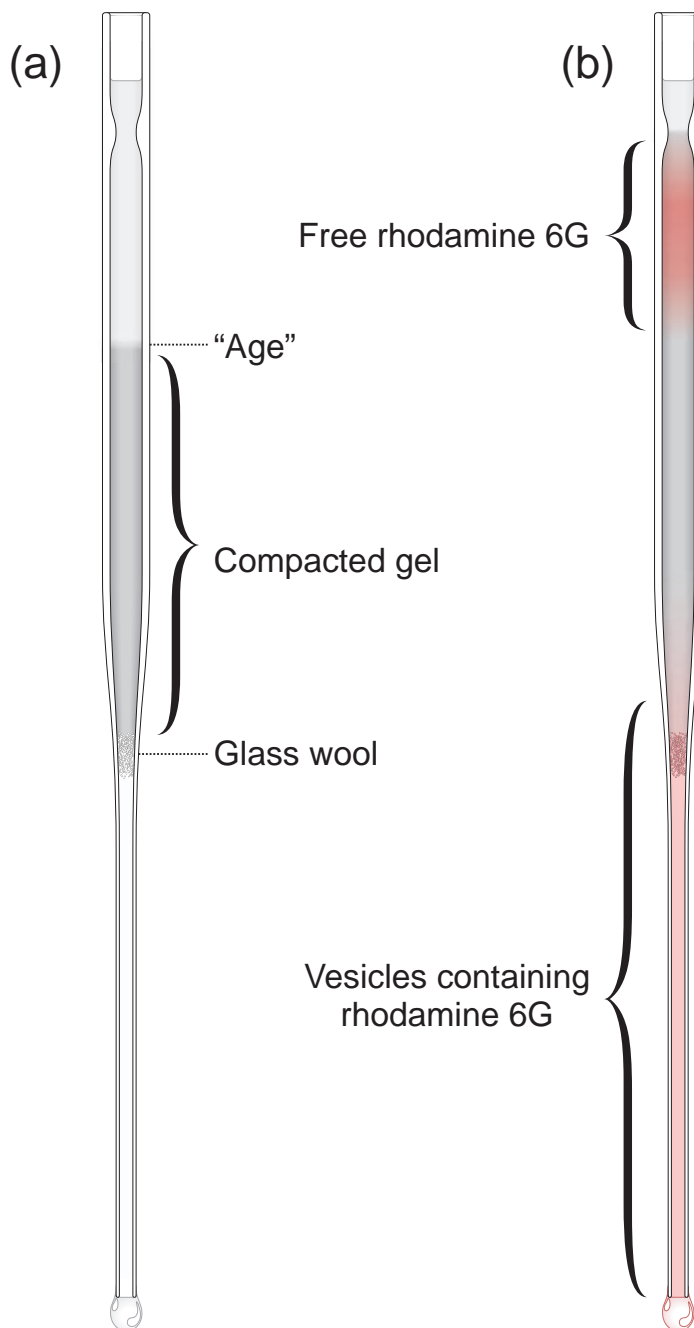 (a)
(b)
Free rhodamine 6G
“Age”
Compacted gel
Glass wool
Vesicles containing
rhodamine 6G